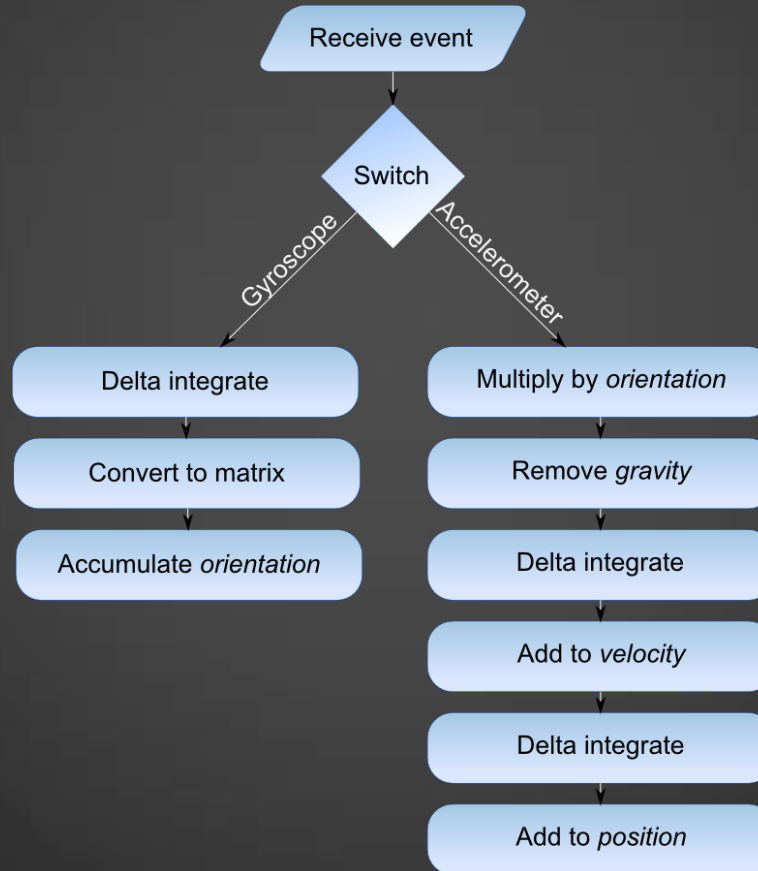 Receive event
Switch
Gyroscope
Accelerometer
Delta integrate
Convert to matrix
Accumulate orientation
Multiply by orientation
Remove gravity
Delta integrate
Add to velocity
Delta integrate
Add to position